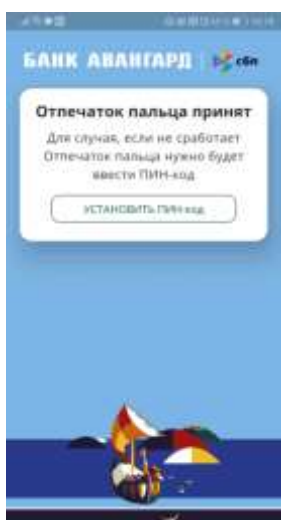 БАНК АВАНГАРД сбп
Отпечаток пальца принят
Для случая, если не сработает
Отпечаток пальца нужно будет
ввести ПИН-код
УСТАНОВИТЬ ПИН-код